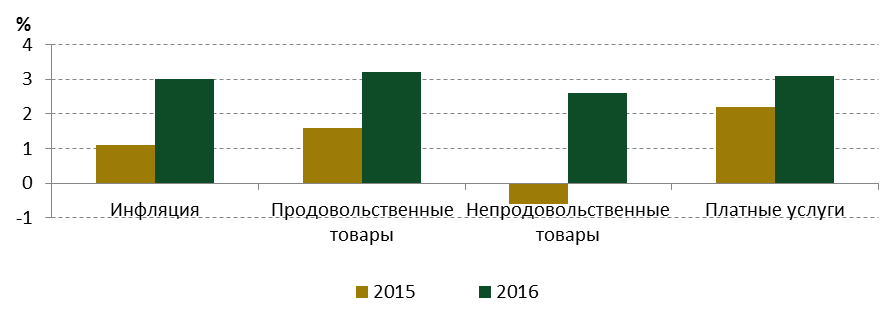 %
4
3
2
1
0
-1
Инфляция
Продовольственные
товары
Непродовольственные
товары
Платные услуги
2015
2016